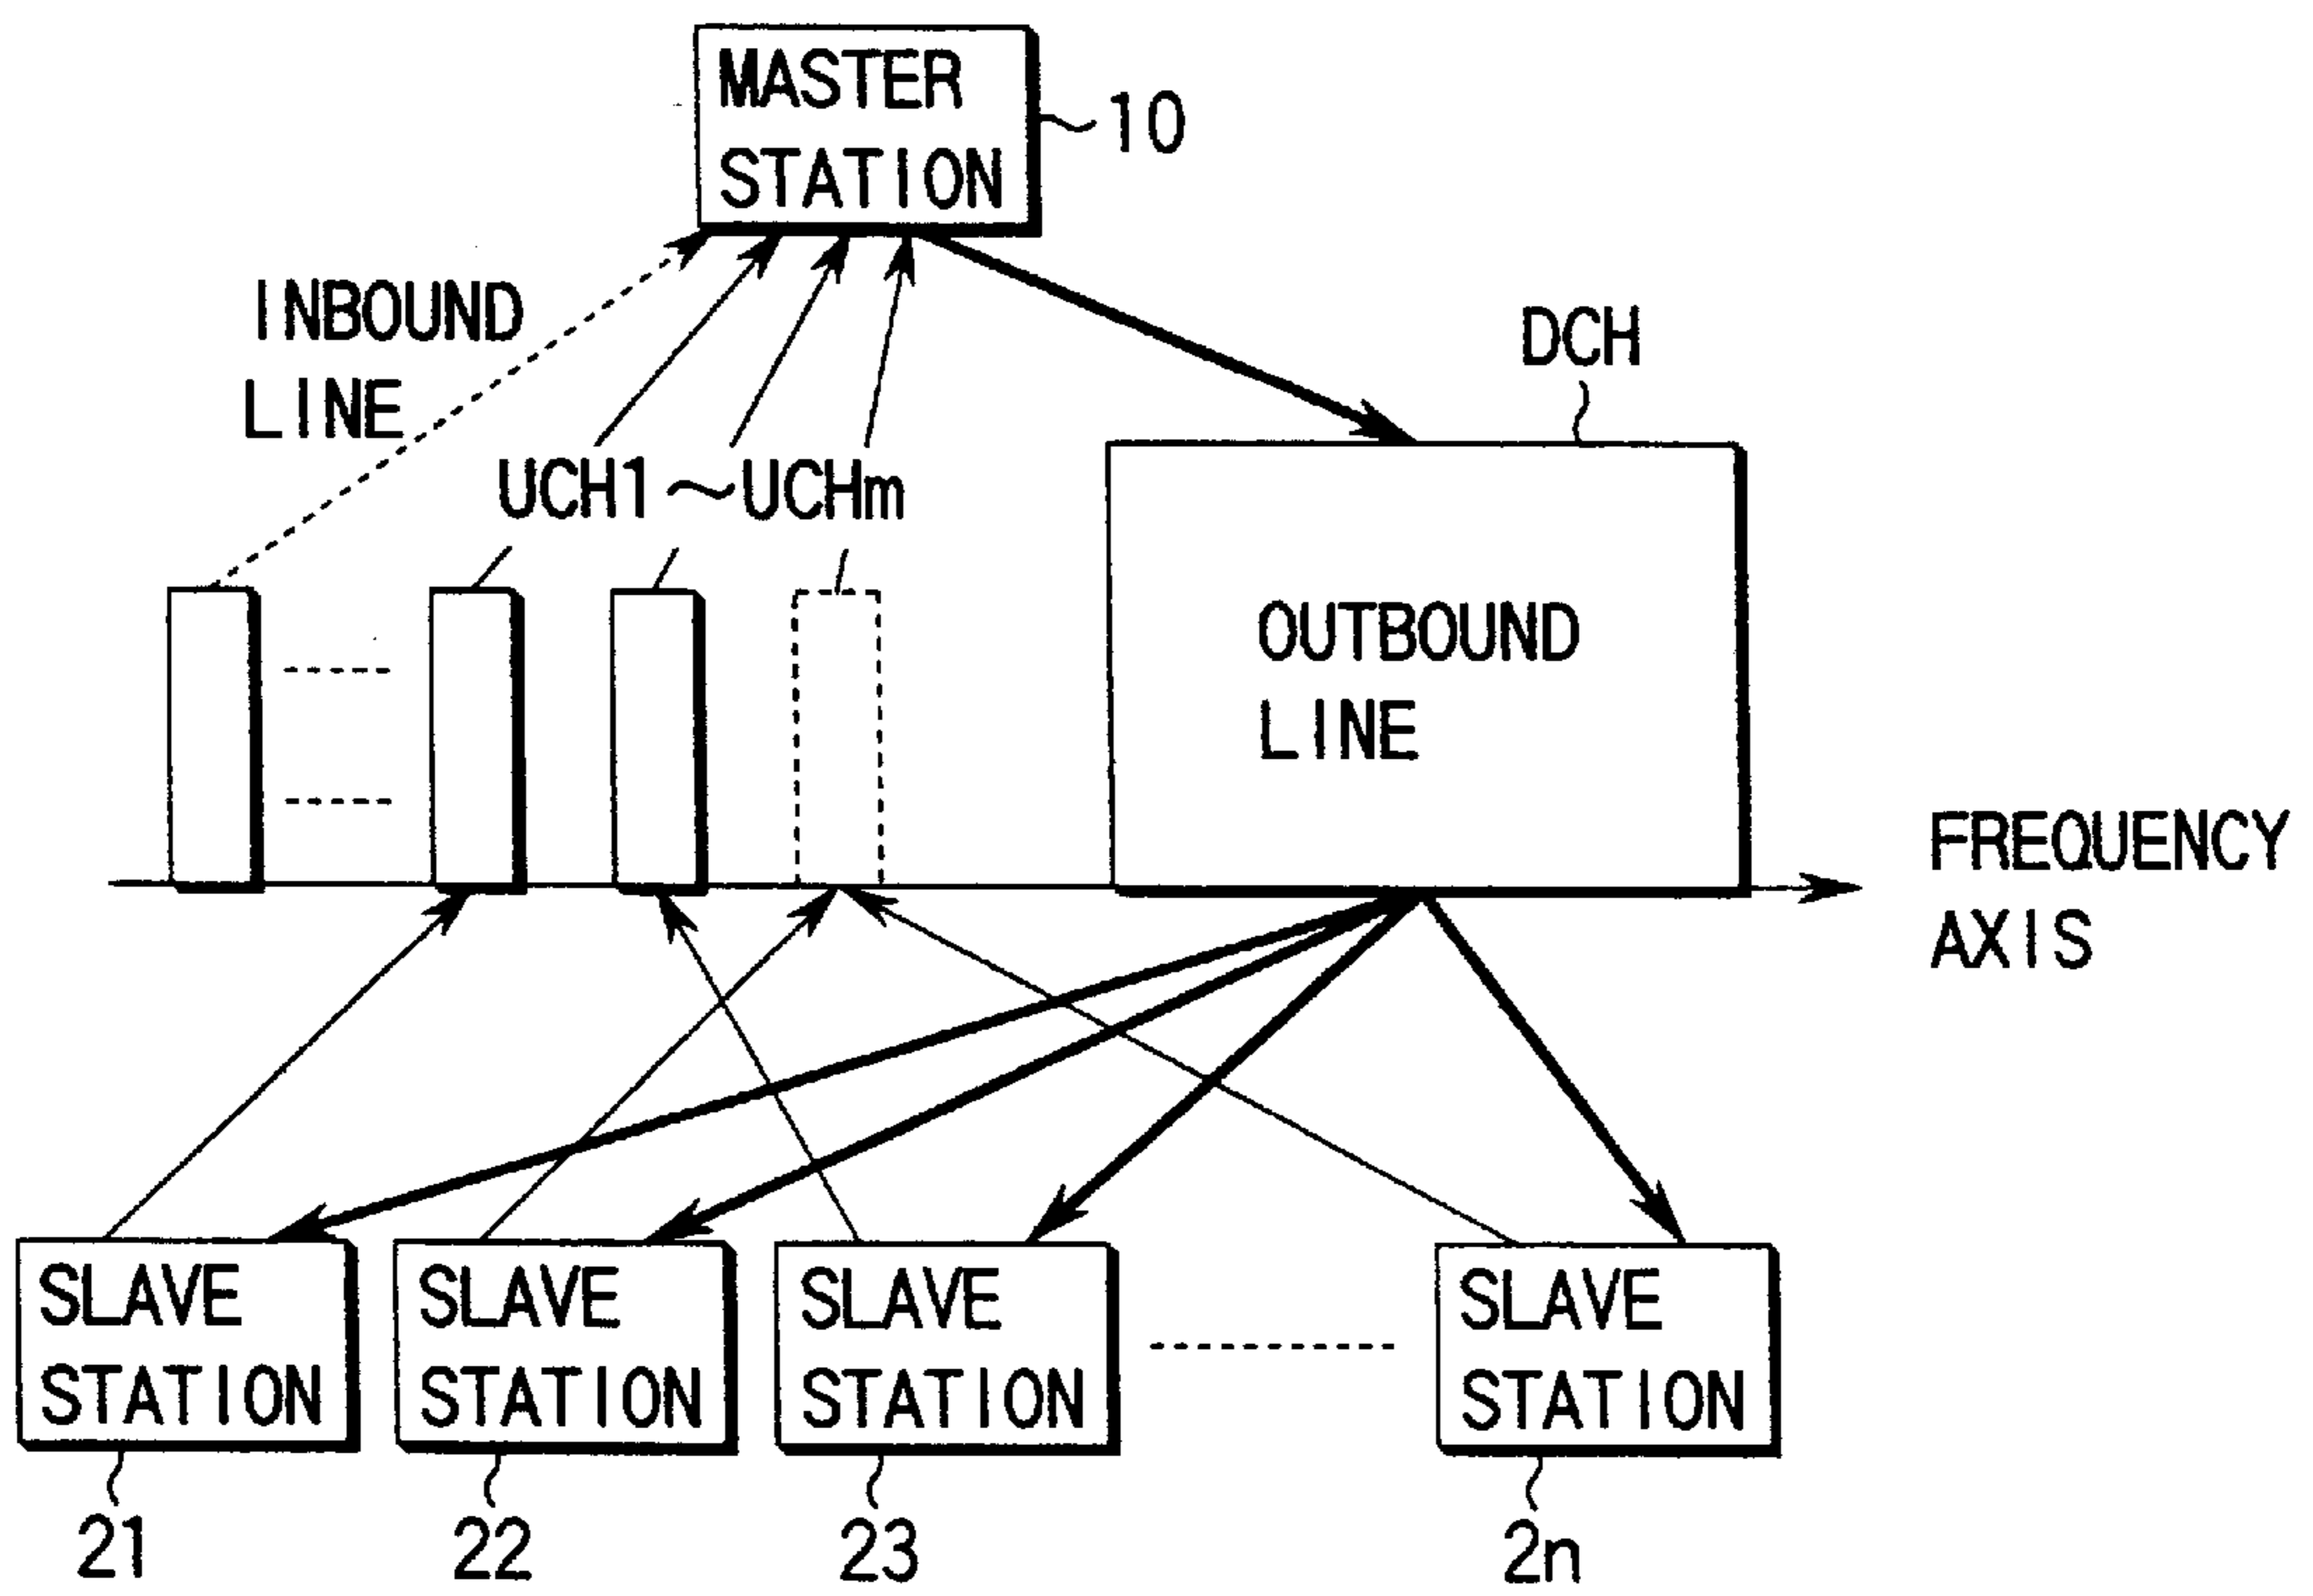 MASTER
STATION
10
INBOUND
LINE
DCH
UCH1～UCHm
OUTBOUND
LINE
FREQUENCY
AXIS
SLAVE
STATION
SLAVE
STATION
SLAVE
STATION
SLAVE
STATION
21
22
23
2n